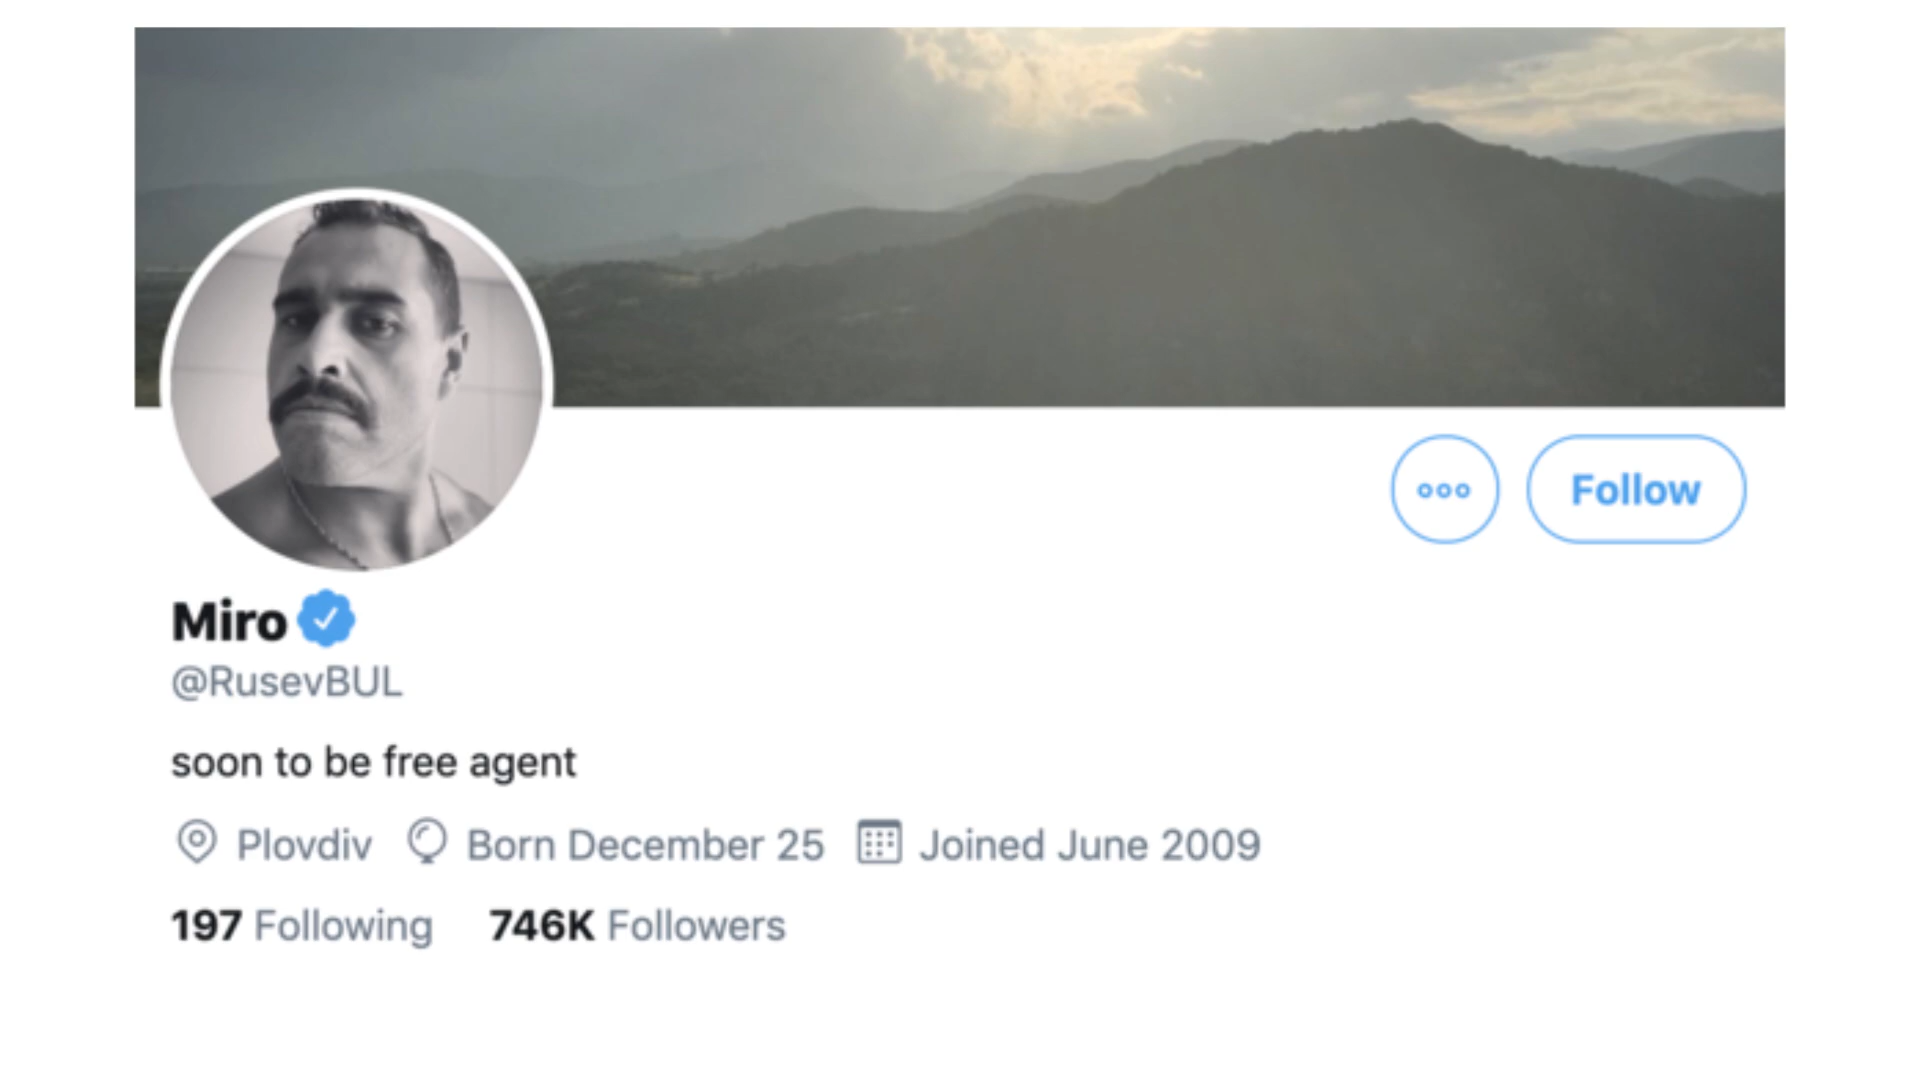 Follow
Miro
@RusevBUL
soon to be free agent
Plovdiv Born December 25 Joined June 2009
197 Following 746K Followers